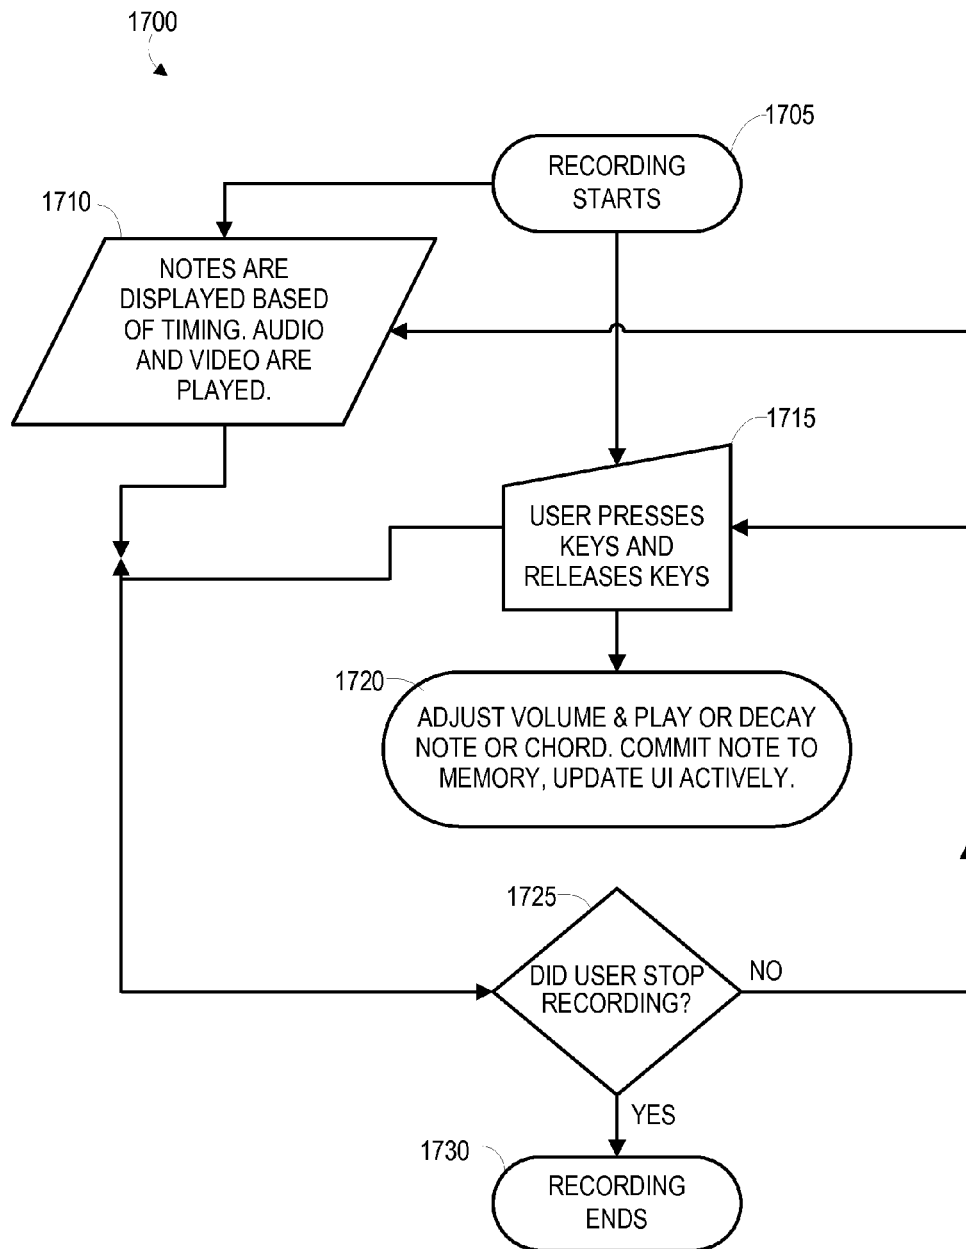 1700
1705
RECORDING
STARTS
1710
NOTES ARE
DISPLAYED BASED
OF TIMING. AUDIO
AND VIDEO ARE
PLAYED.
1715
USER PRESSES
KEYS AND
RELEASES KEYS
1720
ADJUST VOLUME & PLAY OR DECAY
NOTE OR CHORD. COMMIT NOTE TO
MEMORY, UPDATE UI ACTIVELY.
1725
DID USER STOP
RECORDING?
NO
YES
1730
RECORDING
ENDS